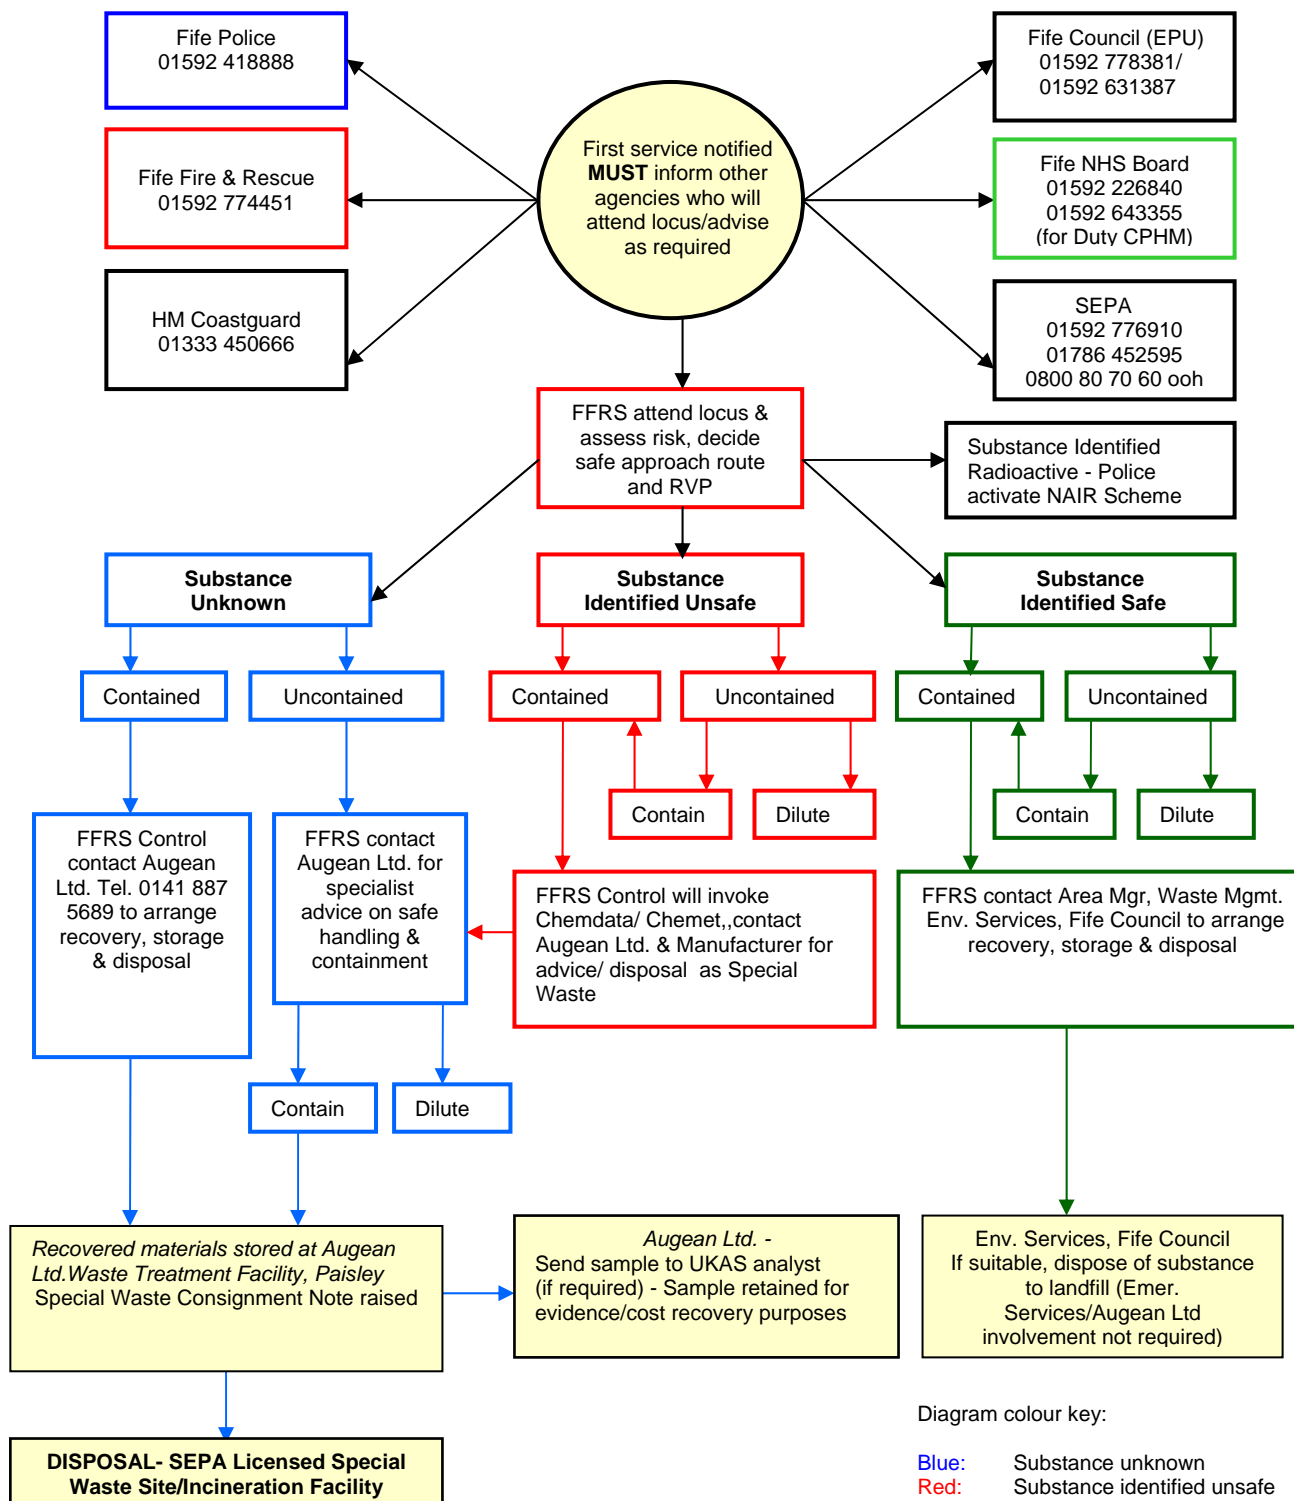 Fife Police
01592 418888
Fife Council (EPU)
01592 778381/
01592 631387
First service notified
MUST inform other
agencies who will
attend locus/advise
as required
Fife Fire & Rescue
01592 774451
Fife NHS Board
01592 226840
01592 643355
(for Duty CPHM)
HM Coastguard
01333 450666
SEPA
01592 776910
01786 452595
0800 80 70 60 ooh
FFRS attend locus &
assess risk, decide
safe approach route
and RVP
Substance Identified
Radioactive - Police
activate NAIR Scheme
Substance
Unknown
Substance
Identified Unsafe
Substance
Identified Safe
Contained
Uncontained
Contained
Uncontained
Contained
Uncontained
Contain
Dilute
Contain
Dilute
FFRS Control
contact Augean
Ltd. Tel. 0141 887
5689 to arrange
recovery, storage
& disposal
FFRS contact
Augean Ltd. for
specialist
advice on safe
handling &
containment
FFRS Control will invoke
Chemdata/ Chemet,,contact
Augean Ltd. & Manufacturer for
advice/ disposal  as Special
Waste
FFRS contact Area Mgr, Waste Mgmt.
Env. Services, Fife Council to arrange
recovery, storage & disposal
Contain
Dilute
Recovered materials stored at Augean
Ltd.Waste Treatment Facility, Paisley
Special Waste Consignment Note raised
Augean Ltd. -
Send sample to UKAS analyst
(if required) - Sample retained for
evidence/cost recovery purposes
Env. Services, Fife Council
If suitable, dispose of substance
to landfill (Emer.
Services/Augean Ltd
involvement not required)
DISPOSAL- SEPA Licensed Special
Waste Site/Incineration Facility
Diagram colour key:
Blue: Substance unknown
Red: Substance identified unsafe